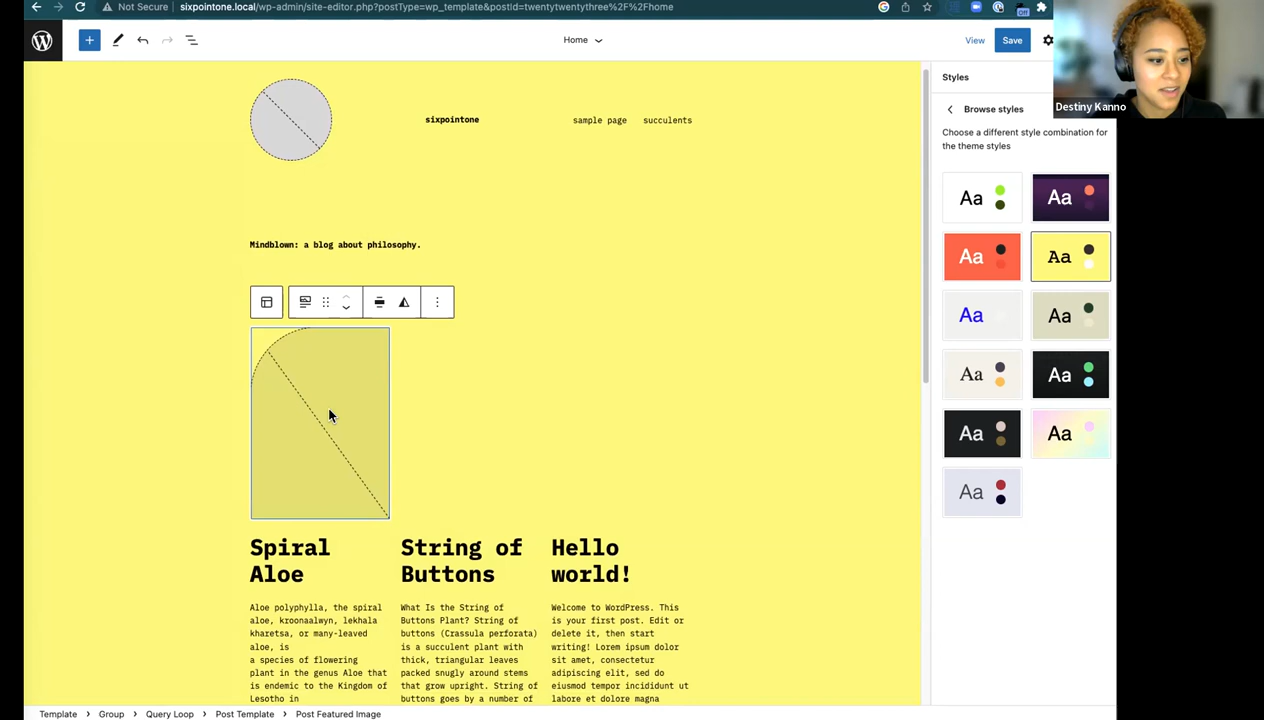 Not Secure
sixpointone.local/wp-admin/site-editor.php?postType=wp_template&postId=twentytwentythree%2F%2Fhome
Off
Home
View
Save
Destiny Kanno
Styles
Browse styles
Choose a different style combination for
the theme styles
Aa
Aa
Aa
Aa
Aa
Aa
Aa
Aa
Aa
Aa
Aa
sixpointone
sample page
succulents
Mindblown: a blog about philosophy.
Spiral
Aloe
Aloe polyphylla, the spiral
aloe, kroonaalwyn, lekhala
kharetsa, or many-leaved
aloe, is
a species of flowering
plant in the genus Aloe that
is endemic to the Kingdom of
Lesotho in
String of
Buttons
What Is the String of
Buttons Plant? String of
buttons (Crassula perforata)
is a succulent plant with
thick, triangular leaves
packed snugly around stems
that grow upright. String of
buttons goes by a number of
Hello
world!
Welcome to WordPress. This
is your first post. Edit or
delete it, then start
writing! Lorem ipsum dolor
sit amet, consectetur
adipiscing elit, sed do
eiusmod tempor incididunt ut
labore et dolore magna
Template > Group > Query Loop > Post Template > Post Featured Image